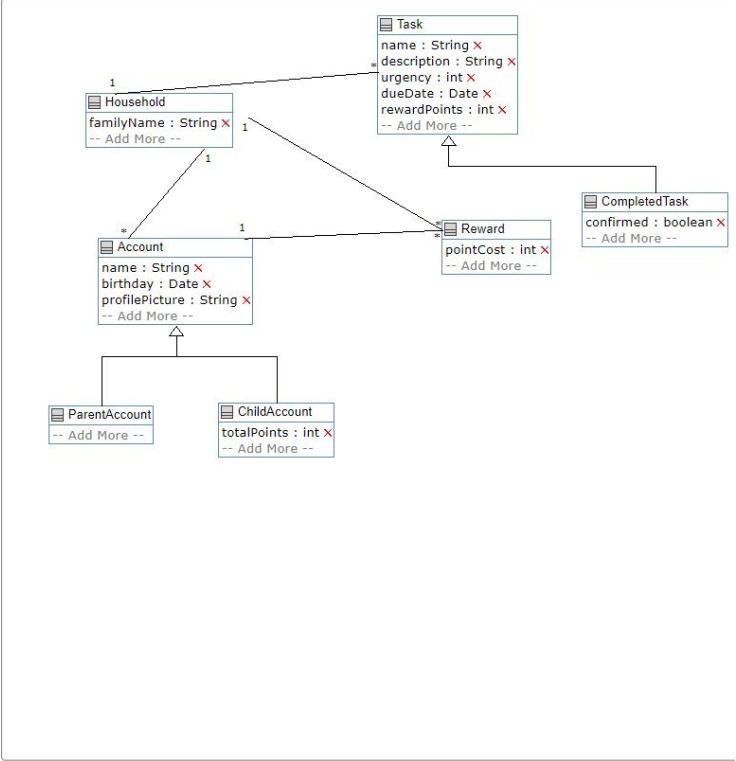 Task
name : String X
description : String X
urgency : int X
dueDate : Date X
rewardPoints : int X
-- Add More --
1
*
Household
familyName : String X
-- Add More --
1
1
CompletedTask
confirmed : boolean X
-- Add More --
*
*
1
*
Reward
pointCost : int X
-- Add More --
Account
name : String X
birthday : Date X
profilePicture : String X
-- Add More --
ParentAccount
-- Add More --
ChildAccount
totalPoints : int X
-- Add More --